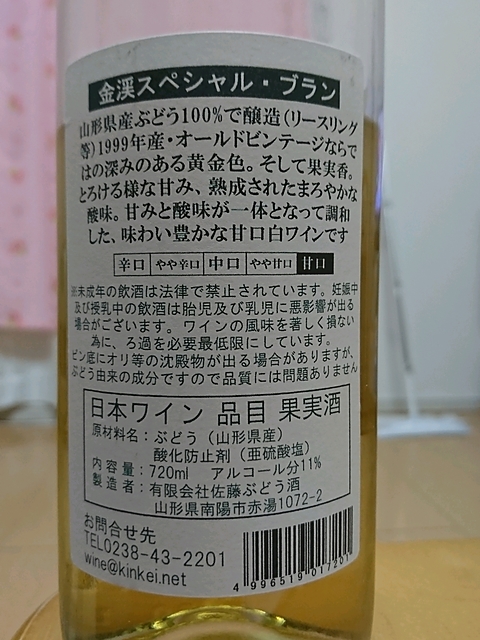 金渓スペシャル・ブラン
山形県産ぶどう100%で醸造(リースリング
等)1999年産・オールドビンテージならで
はの深みのある黄金色。そして果実香。
とろける様な甘み、熟成されたまろやかな
酸味。甘みと酸味が一体となって調和
した、味わい豊かな甘口白ワインです
辛口 やや辛口 中口 やや甘口 甘口
※未成年の飲酒は法律で禁止されています。妊娠中
及び授乳中の飲酒は胎児及び乳児に悪影響が出る
場合がございます。ワインの風味を著しく損ない
為に、ろ過を必要最低限にしています。
ビン底にオリ等の沈殿物が出る場合がありますが、
ぶどう由来の成分ですので品質には問題ありません
日本ワイン 品目 果実酒
原材料名:ぶどう(山形県産)
酸化防止剤(亜硫酸塩)
内容量:720ml アルコール分11%
製造者:有限会社佐藤ぶどう酒
山形県南陽市赤湯1072-2
お問合せ先
TEL0238-43-2201
wine@kinkei.net
4 996519 017201